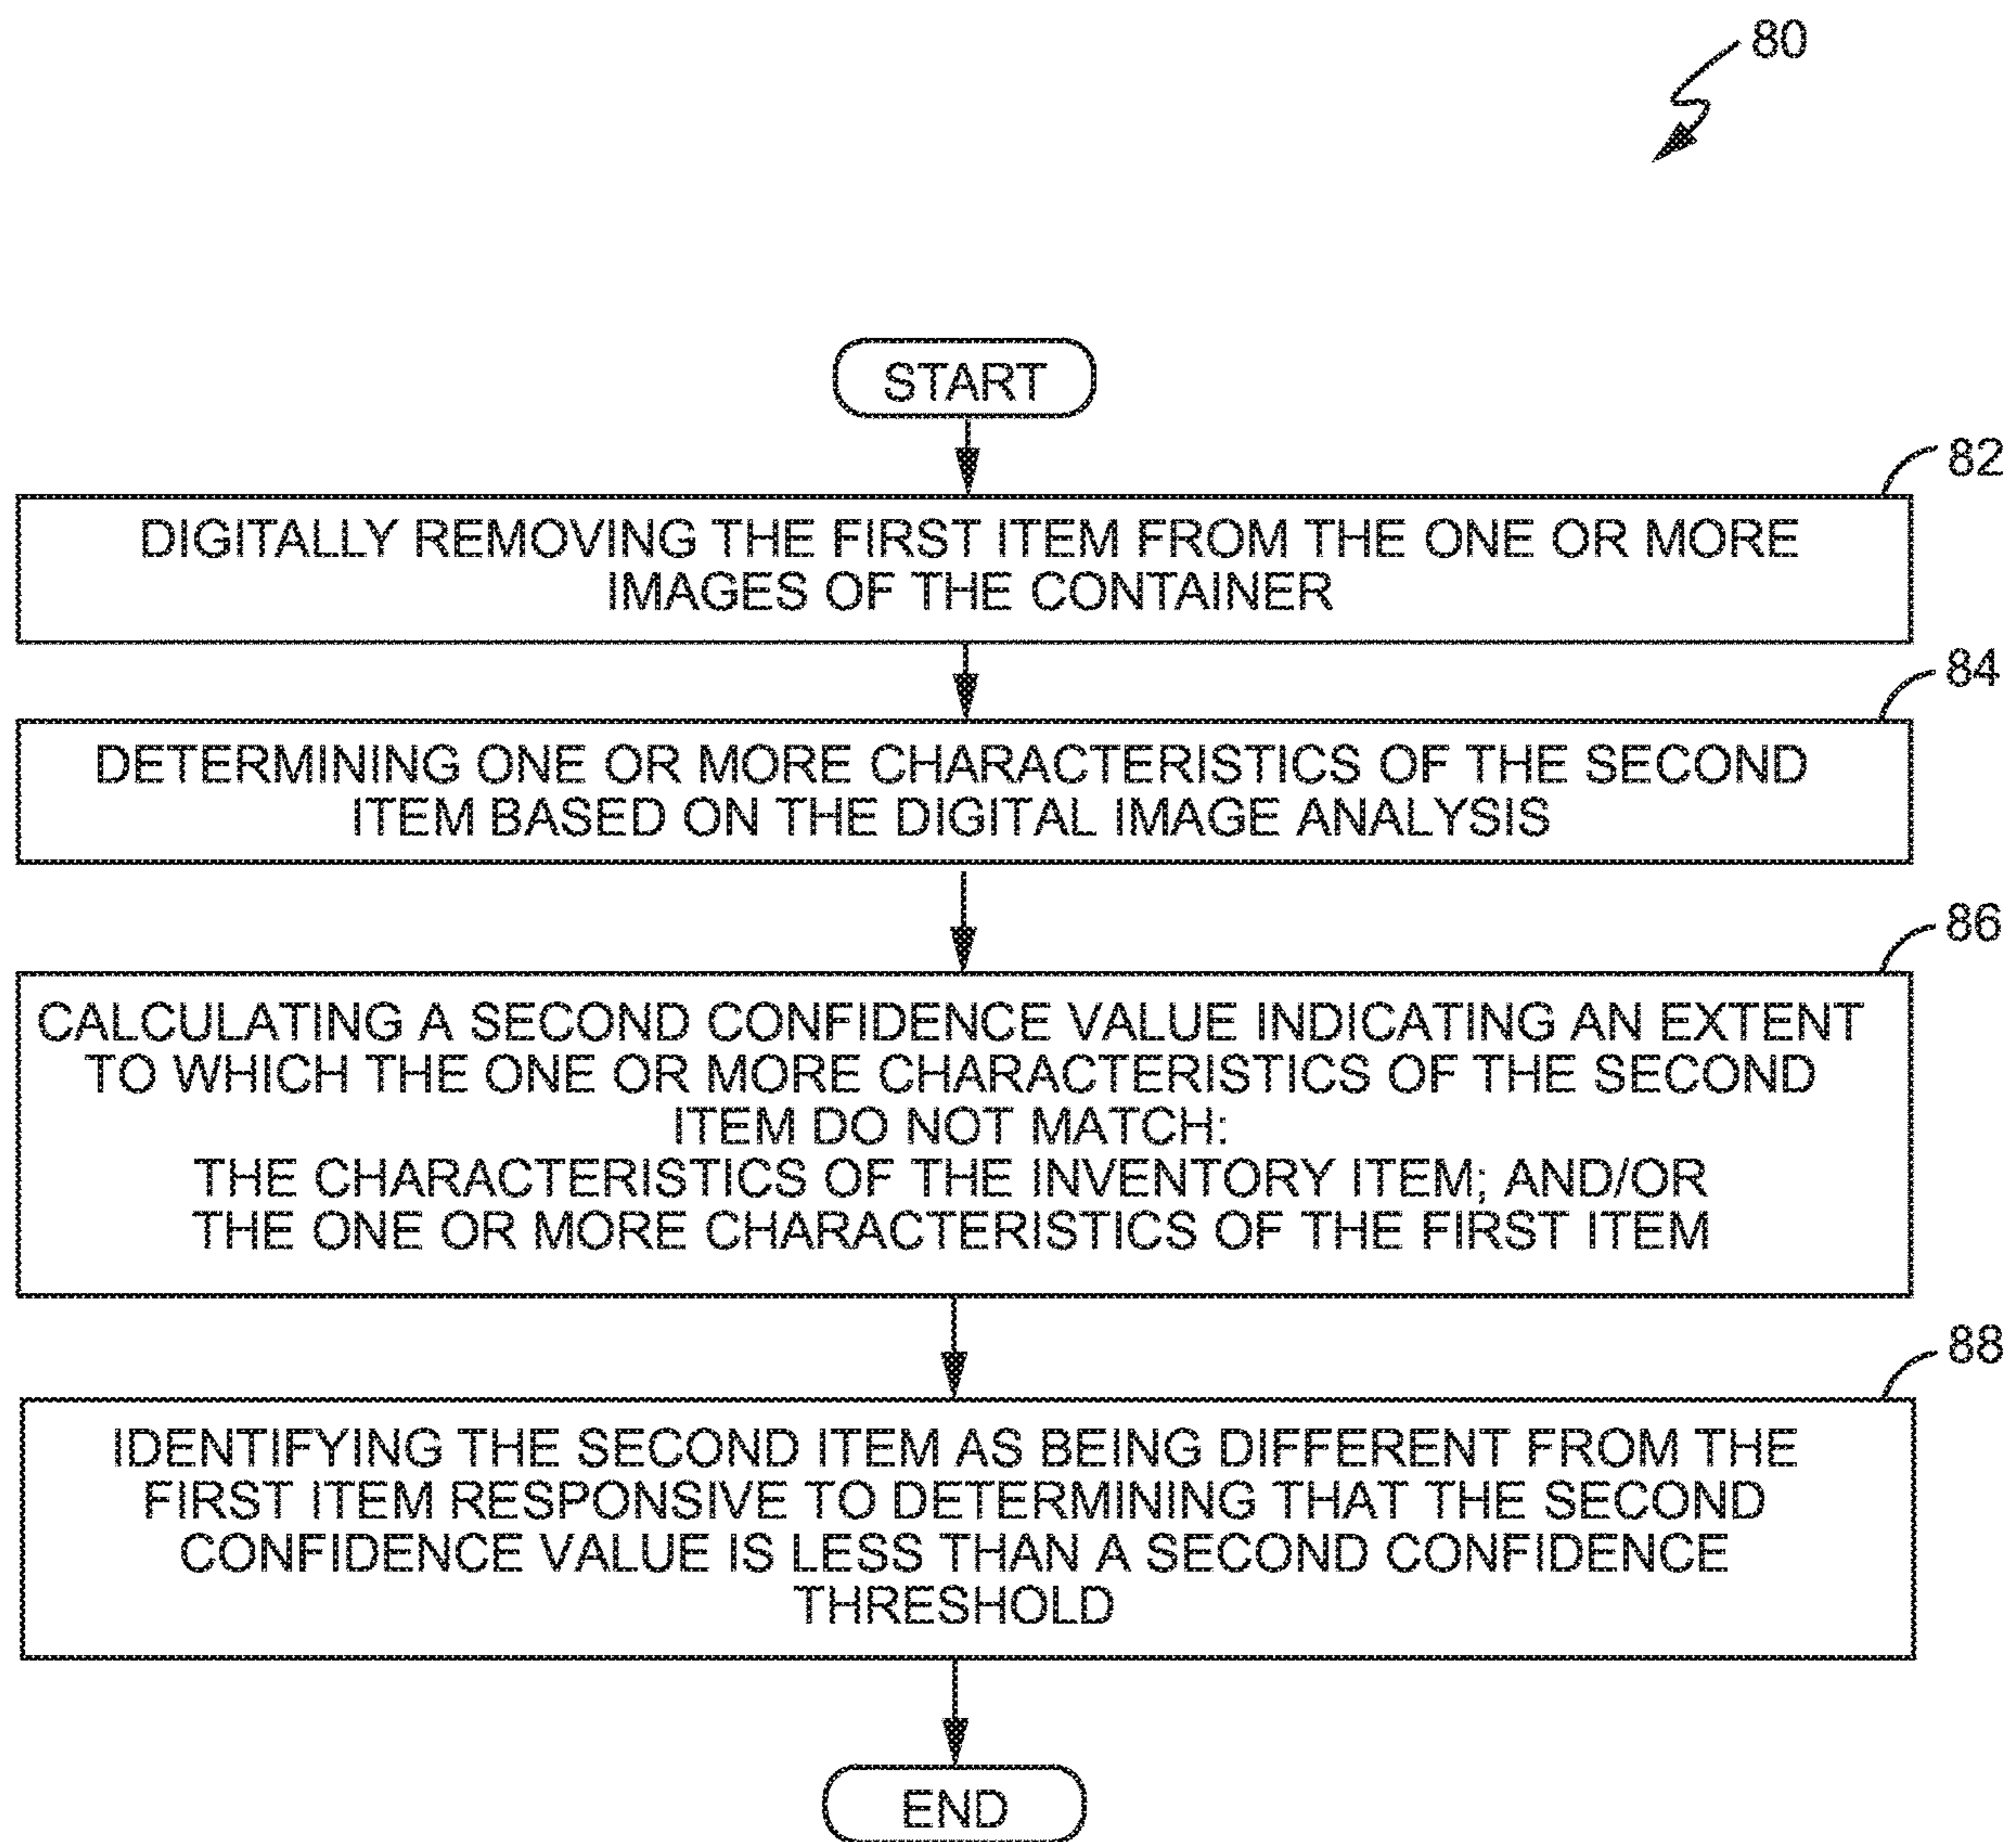 80
START
82
DIGITALLY REMOVING THE FIRST ITEM FROM THE ONE OR MORE
IMAGES OF THE CONTAINER
84
DETERMINING ONE OR MORE CHARACTERISTICS OF THE SECOND
ITEM BASED ON THE DIGITAL IMAGE ANALYSIS
86
CALCULATING A SECOND CONFIDENCE VALUE INDICATING AN EXTENT
TO WHICH THE ONE OR MORE CHARACTERISTICS OF THE SECOND
ITEM DO NOT MATCH:
THE CHARACTERISTICS OF THE INVENTORY ITEM; AND/OR
THE ONE OR MORE CHARACTERISTICS OF THE FIRST ITEM
88
IDENTIFYING THE SECOND ITEM AS BEING DIFFERENT FROM THE
FIRST ITEM RESPONSIVE TO DETERMINING THAT THE SECOND
CONFIDENCE VALUE IS LESS THAN A SECOND CONFIDENCE
THRESHOLD
END